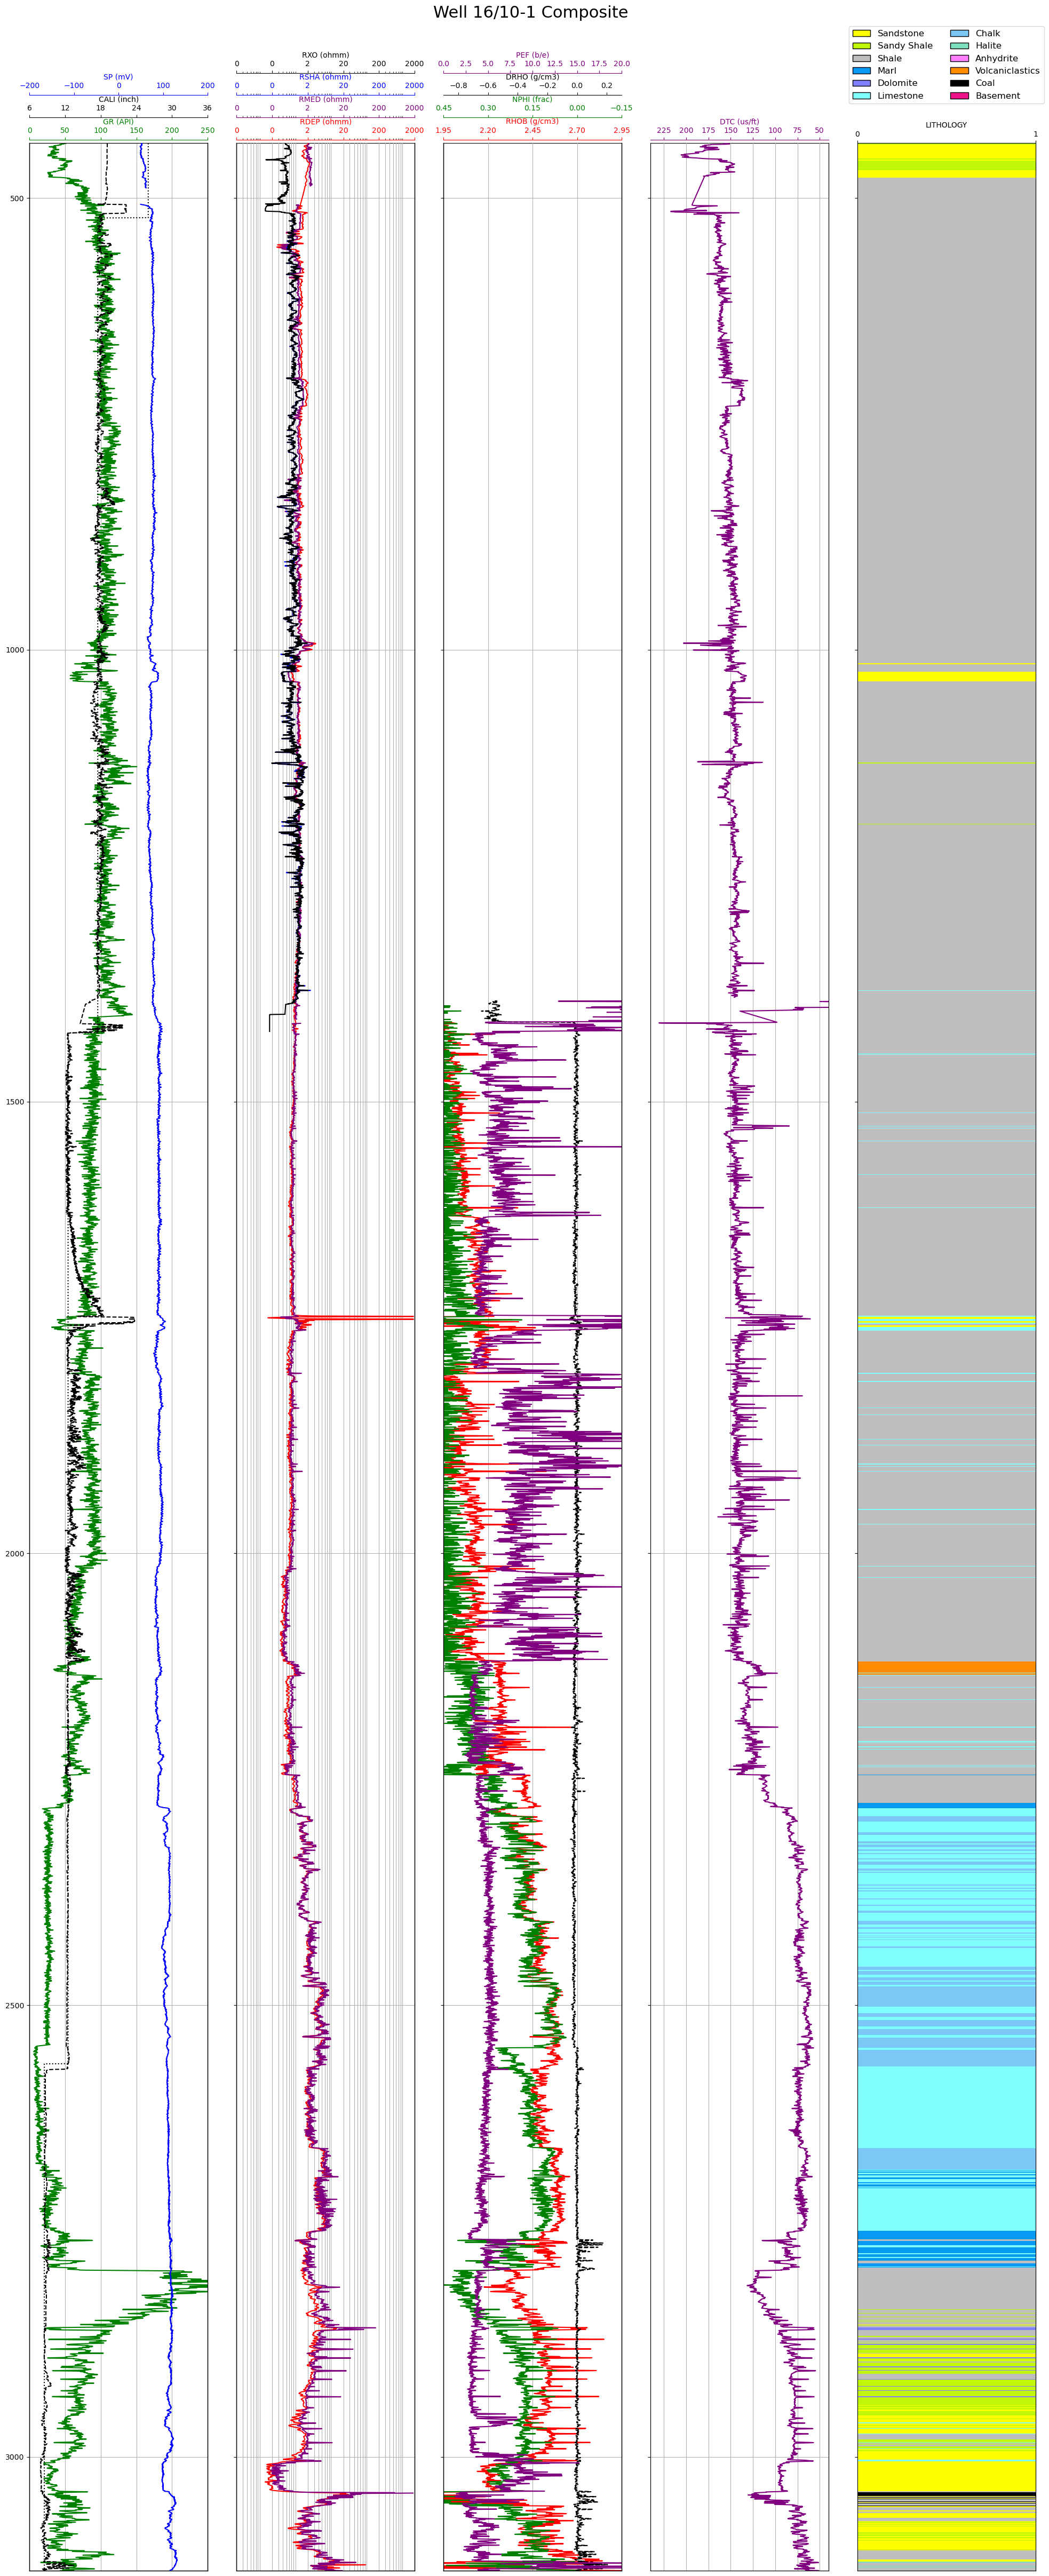 Well 16/10-1 Composite
Sandstone
Sandy Shale
Shale
Marl
Dolomite
Limestone
Chalk
Halite
Anhydrite
Volcaniclastics
Coal
Basement
SP (mV)
−200 −100 0 100 200
CALI (inch)
6 12 18 24 30 36
GR (API)
0 50 100 150 200 250
RXO (ohmm)
0 0 2 20 200 2000
RSHA (ohmm)
0 0 2 20 200 2000
RMED (ohmm)
0 0 2 20 200 2000
RDEP (ohmm)
0 0 2 20 200 2000
PEF (b/e)
0.0 2.5 5.0 7.5 10.0 12.5 15.0 17.5 20.0
DRHO (g/cm3)
−0.8 −0.6 −0.4 −0.2 0.0 0.2
NPHI (frac)
0.45 0.30 0.15 0.00 −0.15
RHOB (g/cm3)
1.95 2.20 2.45 2.70 2.95
DTC (us/ft)
225 200 175 150 125 100 75 50
LITHOLOGY
0 1
500
1000
1500
2000
2500
3000